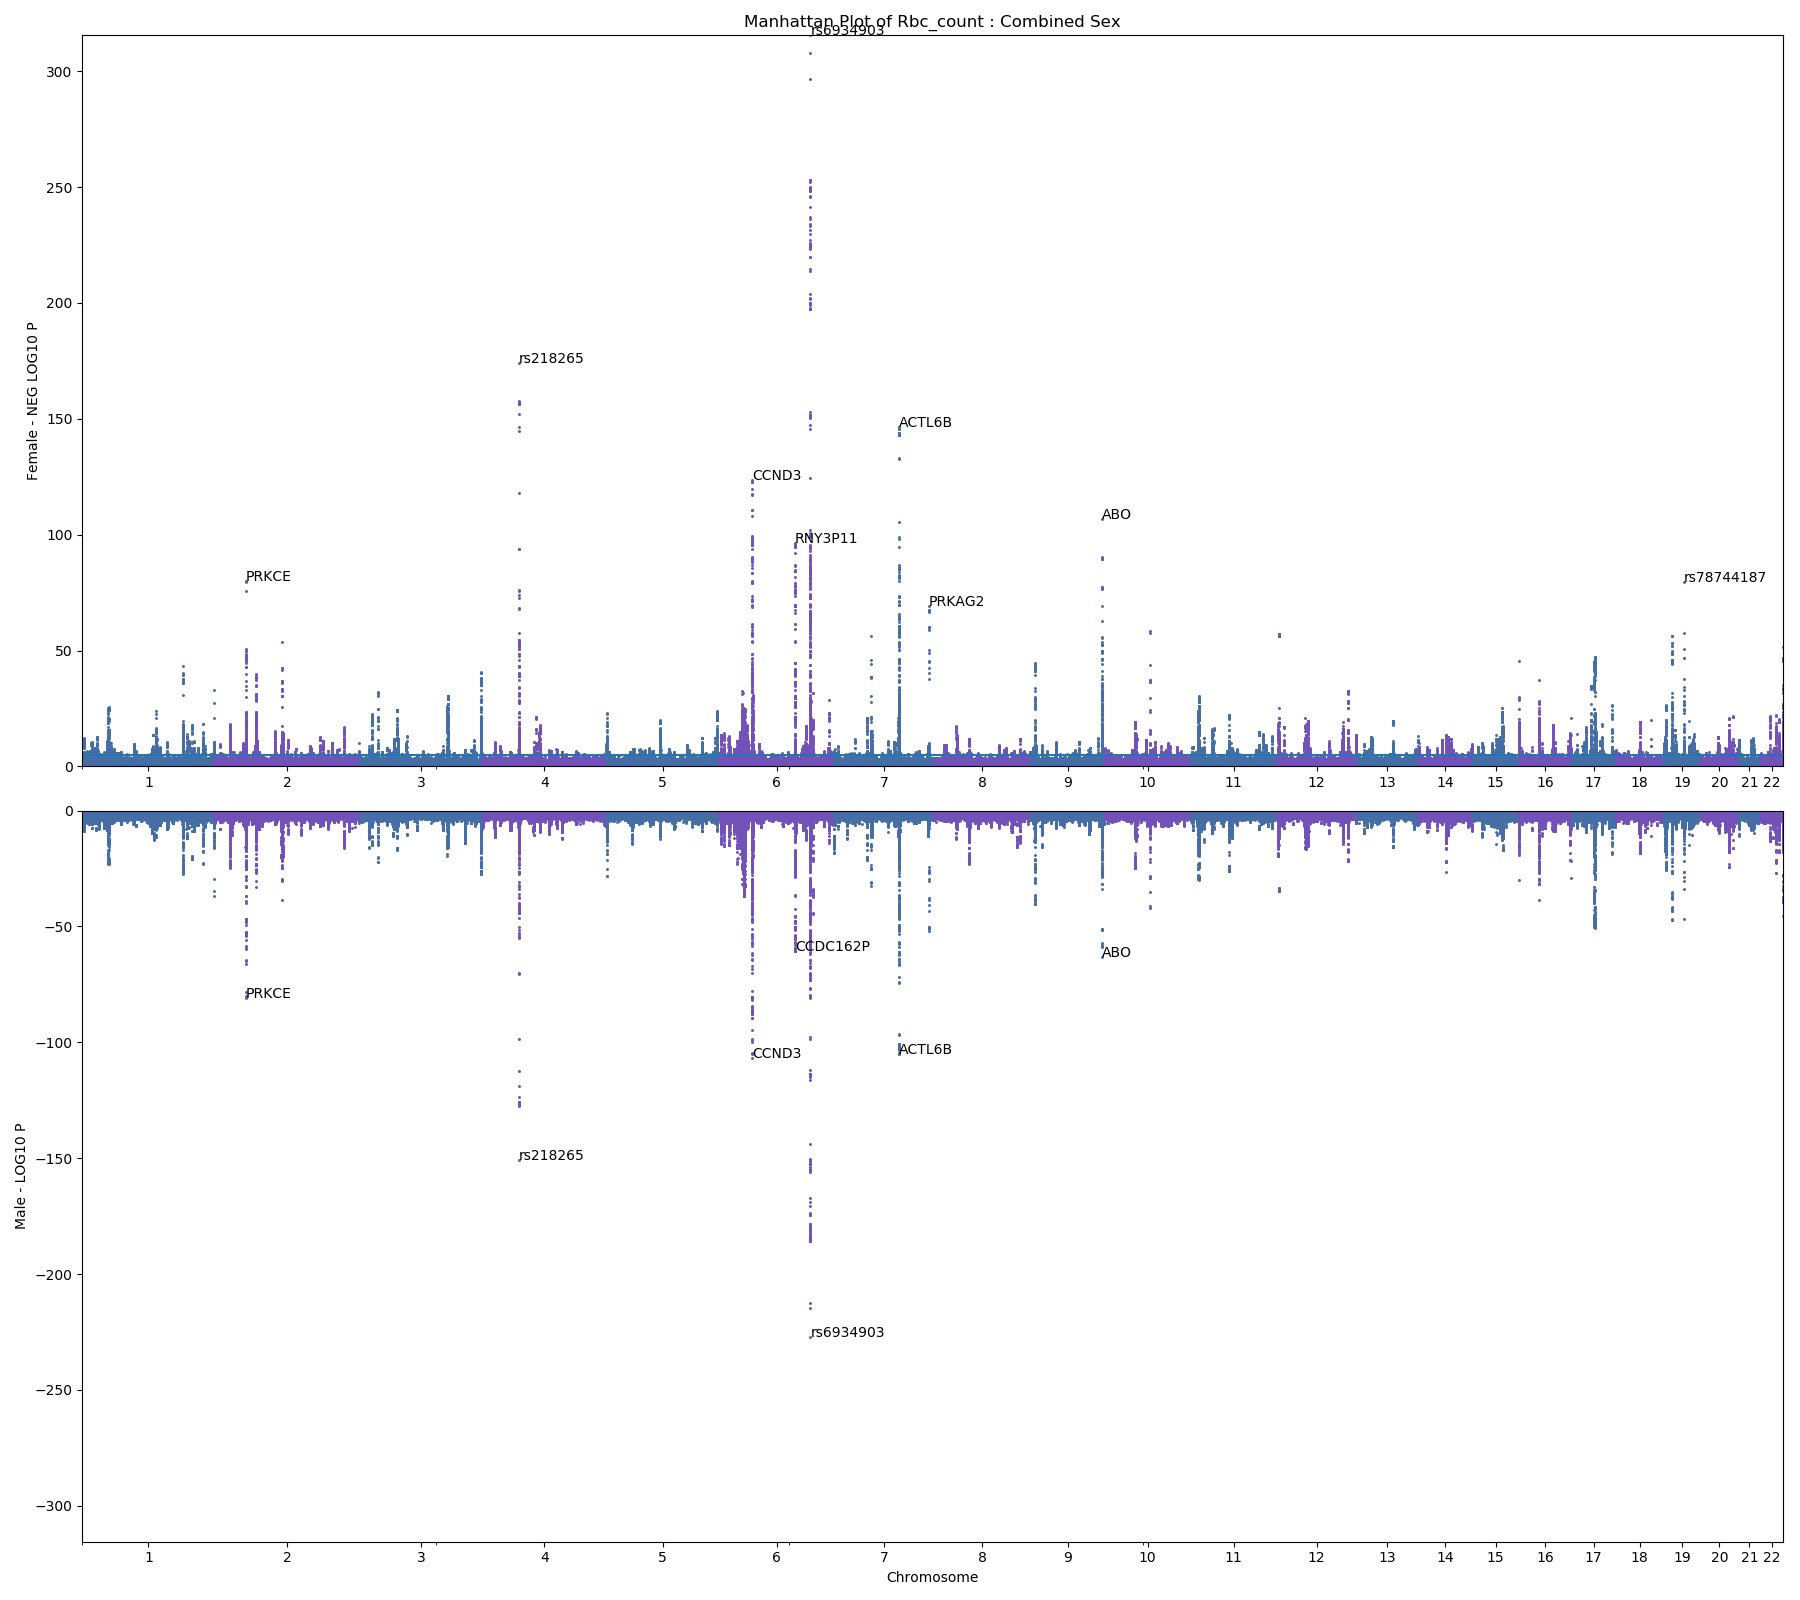 Manhattan Plot of Rbc_count : Combined Sex
rs6934903
300
250
200
rs218265
150
ACTL6B
CCND3
ABO
100
RNY3P11
PRKCE
rs78744187
PRKAG2
50
0
Female - NEG LOG10 P
1 2 3 4 5 6 7 8 9 10 11 12 13 14 15 16 17 18 19 20 21 22
0
−50
CCDC162P
ABO
PRKCE
−100
ACTL6B
CCND3
−150
rs218265
−200
rs6934903
−250
−300
Male - LOG10 P
1 2 3 4 5 6 7 8 9 10 11 12 13 14 15 16 17 18 19 20 21 22
Chromosome